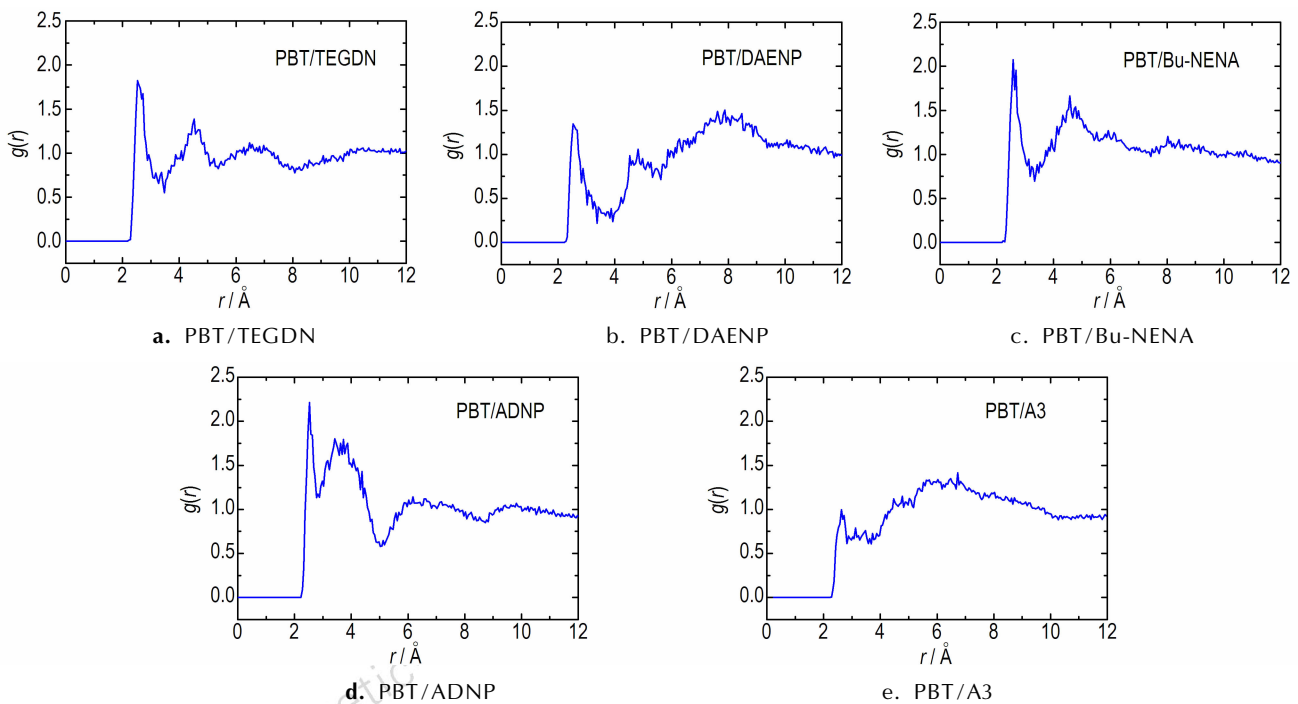 2.5
2.0
1.5
1.0
0.5
0.0
g(r)
PBT/TEGDN
0 2 4 6 8 10 12
r / Å
a. PBT/TEGDN
2.5
2.0
1.5
1.0
0.5
0.0
g(r)
PBT/DAENP
0 2 4 6 8 10 12
r / Å
b. PBT/DAENP
2.5
2.0
1.5
1.0
0.5
0.0
g(r)
PBT/Bu-NENA
0 2 4 6 8 10 12
r / Å
c. PBT/Bu-NENA
2.5
2.0
1.5
1.0
0.5
0.0
g(r)
PBT/ADNP
0 2 4 6 8 10 12
r / Å
d. PBT/ADNP
2.5
2.0
1.5
1.0
0.5
0.0
g(r)
PBT/A3
0 2 4 6 8 10 12
r / Å
e. PBT/A3